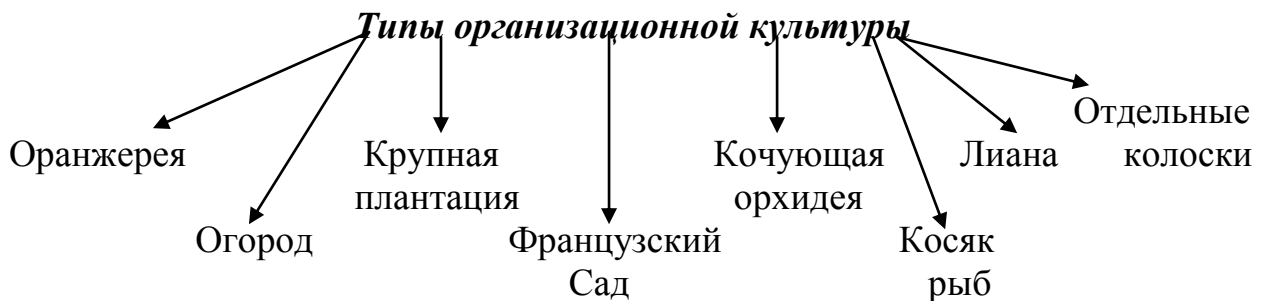 Типы организационной культуры
Оранжерея
Огород
Крупная
плантация
Французский
Сад
Кочующая
орхидея
Косяк
рыб
Лиана
Отдельные
колоски